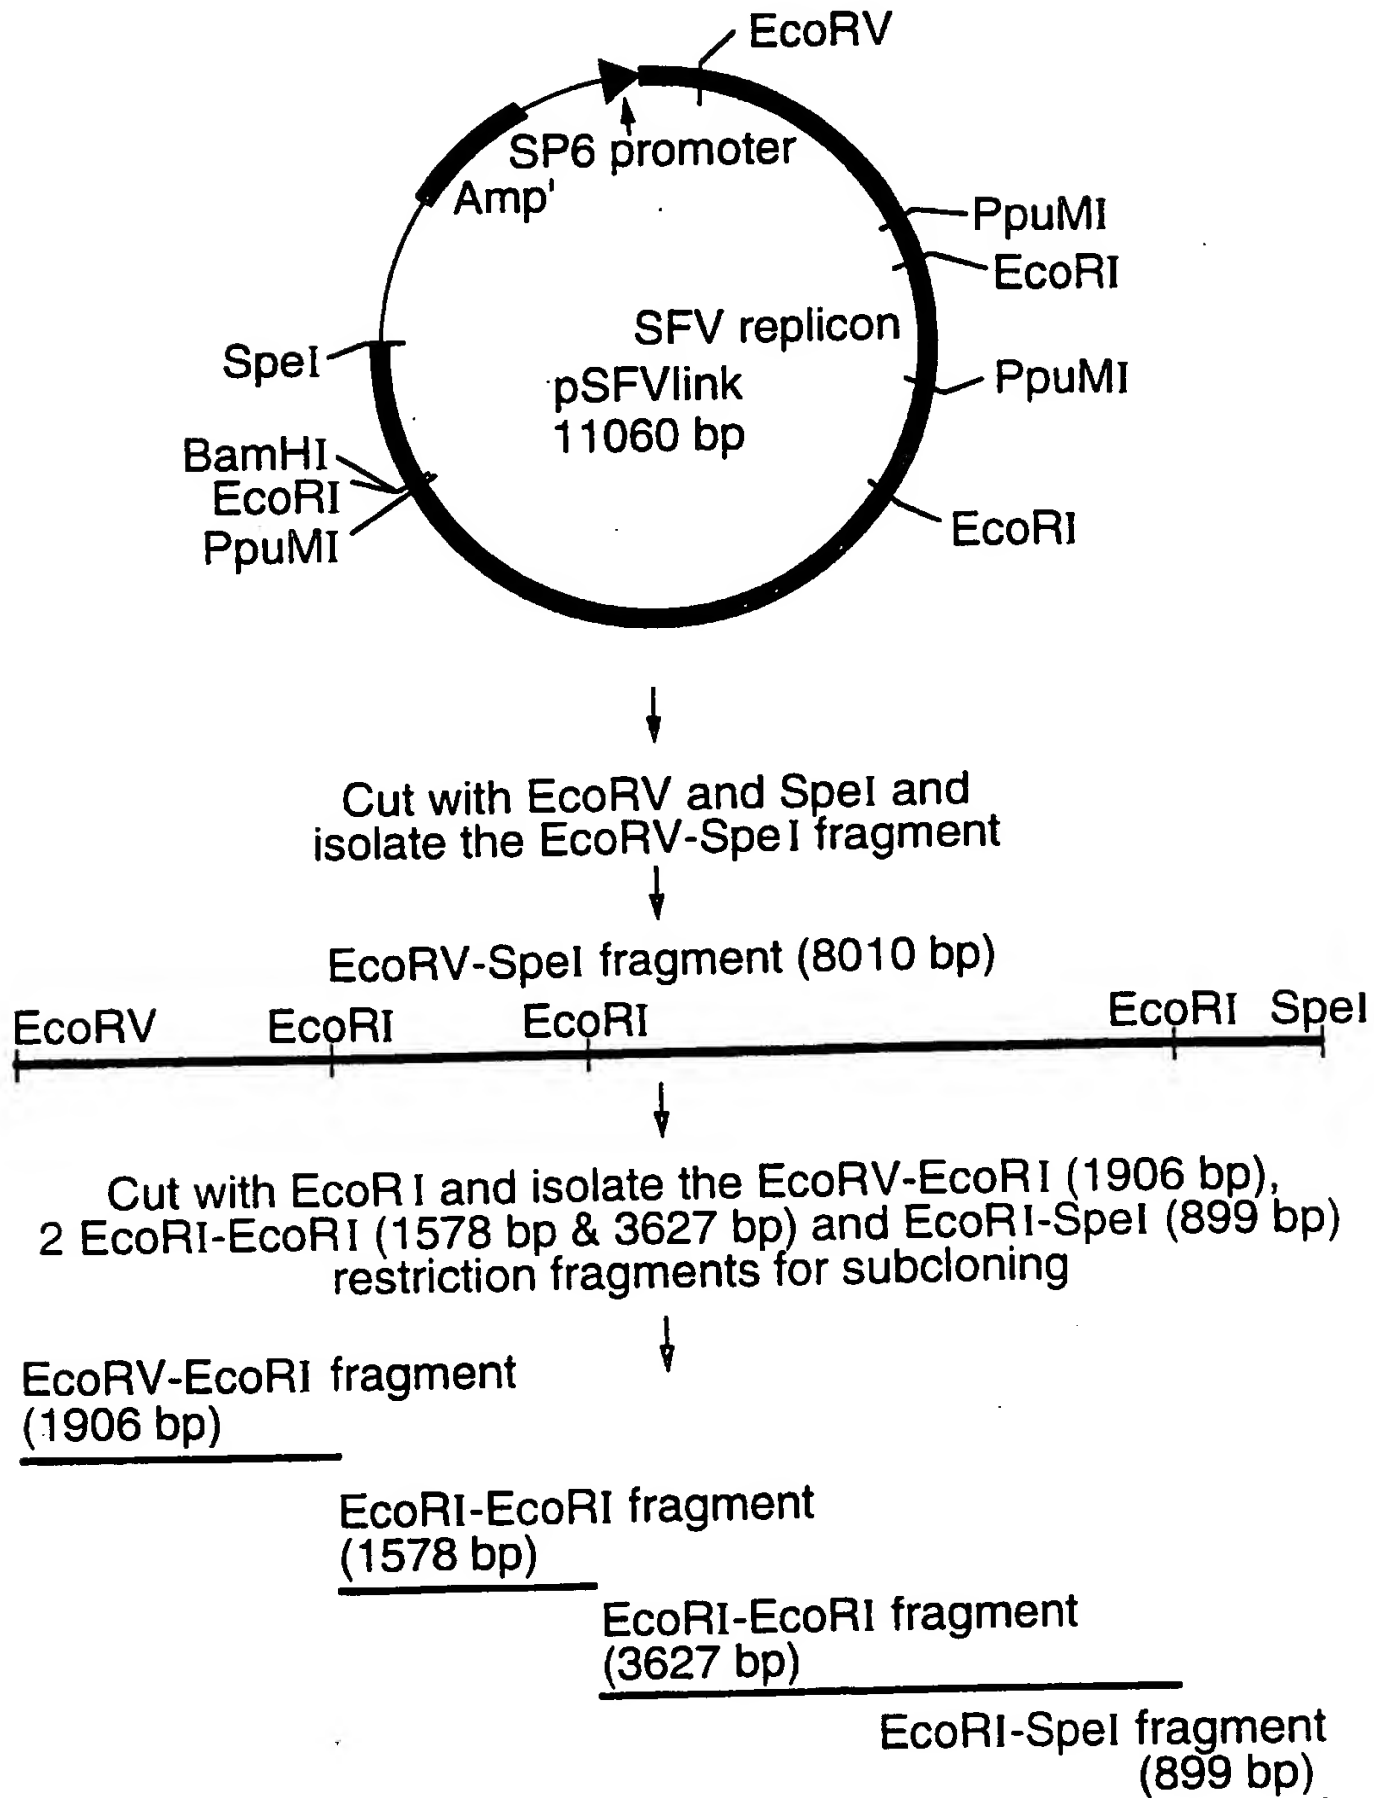 EcoRV
SP6 promoter
Amp'
PpuMI
EcoRI
SFV replicon
SpeI
pSFVlink
PpuMI
11060 bp
BamHI
EcoRI
PpuMI
EcoRI
Cut with EcoRV and SpeI and
isolate the EcoRV-SpeI fragment
EcoRV-SpeI fragment (8010 bp)
EcoRV EcoRI EcoRI EcoRI SpeI
Cut with EcoRI and isolate the EcoRV-EcoRI (1906 bp),
2 EcoRI-EcoRI (1578 bp & 3627 bp) and EcoRI-SpeI (899 bp)
restriction fragments for subcloning
EcoRV-EcoRI fragment
(1906 bp)
EcoRI-EcoRI fragment
(1578 bp)
EcoRI-EcoRI fragment
(3627 bp)
EcoRI-SpeI fragment
(899 bp)